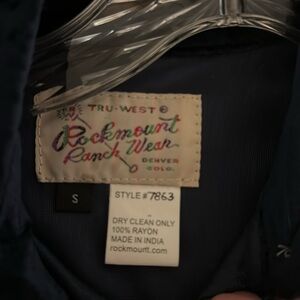 TRU-WEST ®
Rockmount
Ranch Wear
DENVER
COLO.
S
STYLE # 7863
DRY CLEAN ONLY
100% RAYON
MADE IN INDIA
rockmount.com